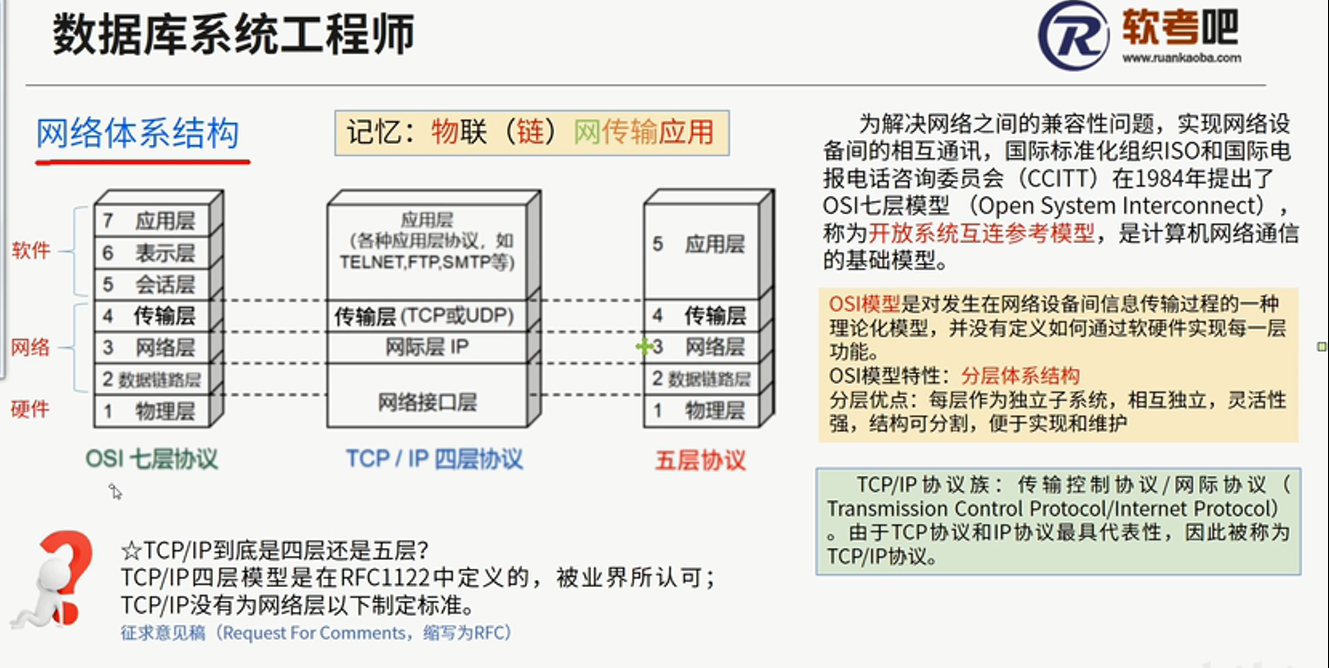 数据库系统工程师
R
软考吧
www.ruankaoba.com
网络体系结构
记忆：物联（链）网传输应用
软件
网络
硬件
7 应用层
6 表示层
5 会话层
4 传输层
3 网络层
2 数据链路层
1 物理层
OSI 七层协议
应用层
(各种应用层协议，如
TELNET,FTP,SMTP等)
传输层 (TCP或UDP)
网际层 IP
网络接口层
TCP / IP 四层协议
5 应用层
4 传输层
3 网络层
2 数据链路层
1 物理层
五层协议
为解决网络之间的兼容性问题，实现网络设
备间的相互通讯，国际标准化组织ISO和国际电
报电话咨询委员会（CCITT）在1984年提出了
OSI七层模型 （Open System Interconnect），
称为开放系统互连参考模型，是计算机网络通信
的基础模型。
OSI模型是对发生在网络设备间信息传输过程的一种
理论化模型，并没有定义如何通过软硬件实现每一层
功能。
OSI模型特性：分层体系结构
分层优点：每层作为独立子系统，相互独立，灵活性
强，结构可分割，便于实现和维护
TCP/IP协议族：传输控制协议/网际协议（
Transmission Control Protocol/Internet Protocol）
。由于TCP协议和IP协议最具代表性，因此被称为
TCP/IP协议。
?
☆TCP/IP到底是四层还是五层？
TCP/IP四层模型是在RFC1122中定义的，被业界所认可；
TCP/IP没有为网络层以下制定标准。
征求意见稿（Request For Comments，缩写为RFC）